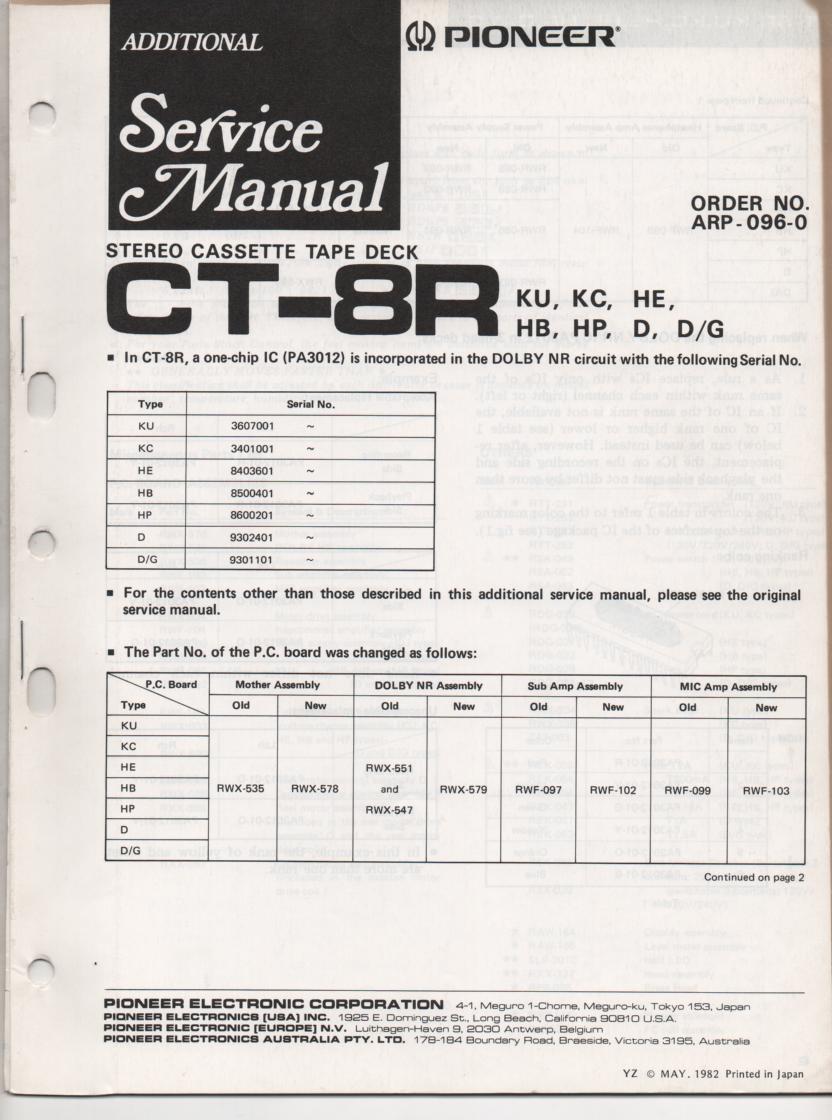 ADDITIONAL
Service
Manual
PIONEER®
ORDER NO.
ARP-096-0
STEREO CASSETTE TAPE DECK
CT-8R KU, KC, HE,
HB, HP, D, D/G
▪ In CT-8R, a one-chip IC (PA3012) is incorporated in the DOLBY NR circuit with the following Serial No.
Type Serial No.
KU 3607001 ~
KC 3401001 ~
HE 8403601 ~
HB 8500401 ~
HP 8600201 ~
D 9302401 ~
D/G 9301101 ~
▪ For the contents other than those described in this additional service manual, please see the original
service manual.
▪ The Part No. of the P.C. board was changed as follows:
P.C. Board Mother Assembly DOLBY NR Assembly Sub Amp Assembly MIC Amp Assembly
Type Old New Old New Old New Old New
KU
KC
HE RWX-551
HB RWX-535 RWX-578 and RWX-579 RWF-097 RWF-102 RWF-099 RWF-103
HP RWX-547
D
D/G
Continued on page 2
PIONEER ELECTRONIC CORPORATION 4-1, Meguro 1-Chome, Meguro-ku, Tokyo 153, Japan
PIONEER ELECTRONICS [USA] INC. 1925 E. Dominguez St., Long Beach, California 90810 U.S.A.
PIONEER ELECTRONIC [EUROPE] N.V. Luithagen-Haven 9, 2030 Antwerp, Belgium
PIONEER ELECTRONICS AUSTRALIA PTY. LTD. 178-184 Boundary Road, Braeside, Victoria 3195, Australia
YZ © MAY. 1982 Printed in Japan